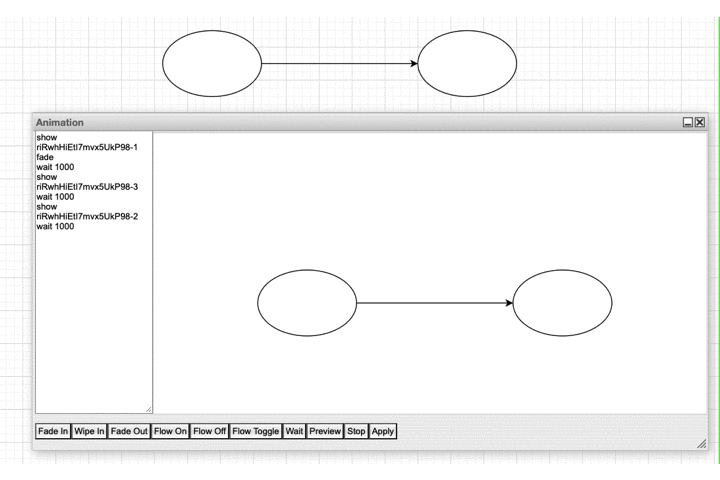 Animation
show
riRwhHiEtI7mvx5UkP98-1
fade
wait 1000
show
riRwhHiEtI7mvx5UkP98-3
wait 1000
show
riRwhHiEtI7mvx5UkP98-2
wait 1000
Fade In Wipe In Fade Out Flow On Flow Off Flow Toggle Wait Preview Stop Apply